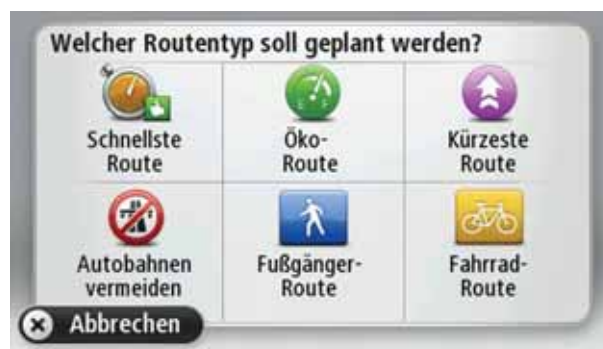 Welcher Routentyp soll geplant werden?
Schnellste
Route
Öko-
Route
Kürzeste
Route
Autobahnen
vermeiden
Fußgänger-
Route
Fahrrad-
Route
Abbrechen